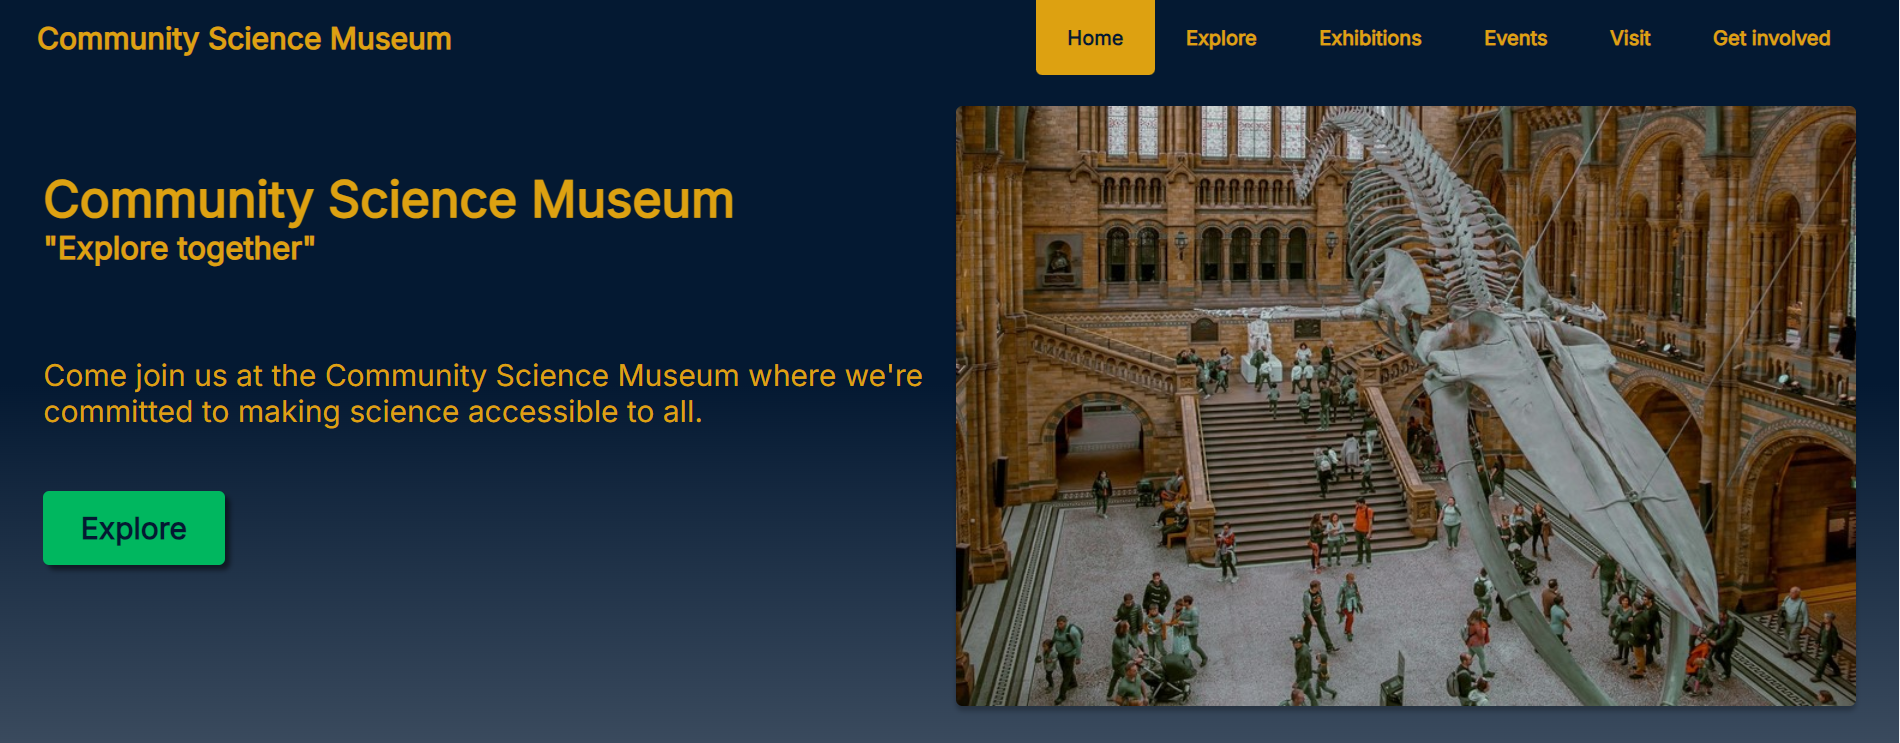 Community Science Museum
Home Explore Exhibitions Events Visit Get involved
Community Science Museum
"Explore together"
Come join us at the Community Science Museum where we're
committed to making science accessible to all.
Explore